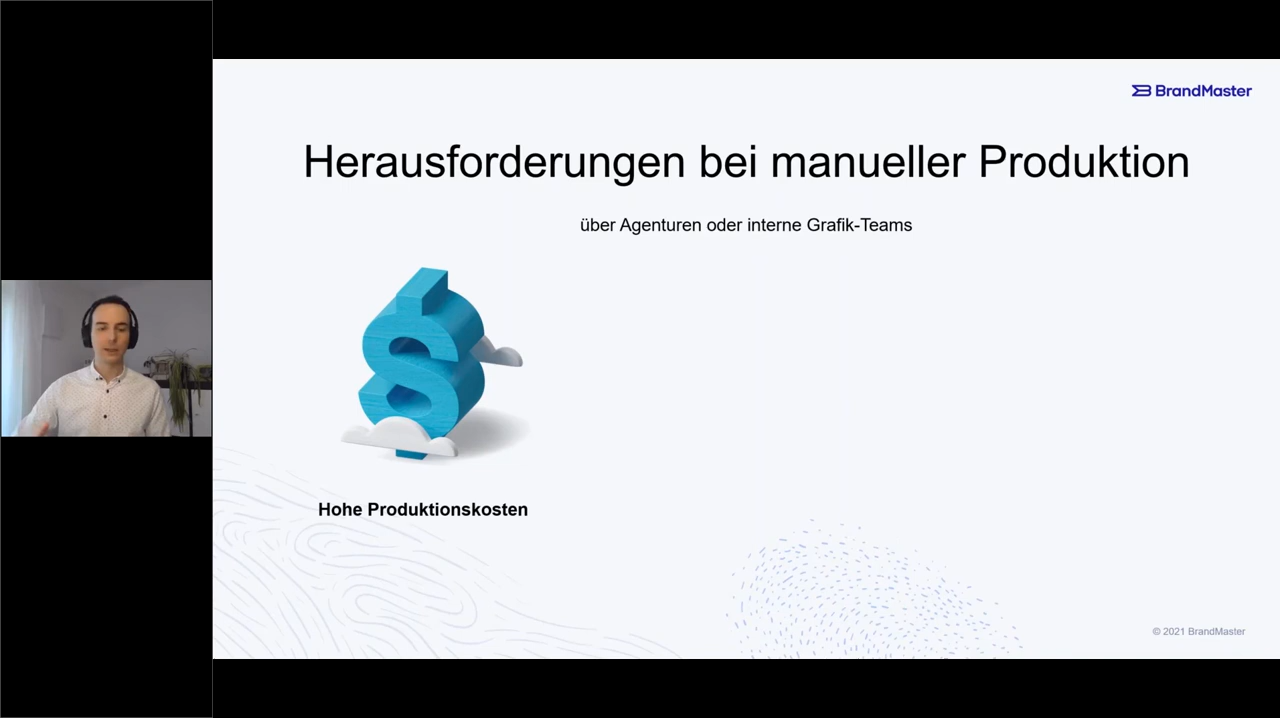 BrandMaster
Herausforderungen bei manueller Produktion
über Agenturen oder interne Grafik-Teams
Hohe Produktionskosten
© 2021 BrandMaster